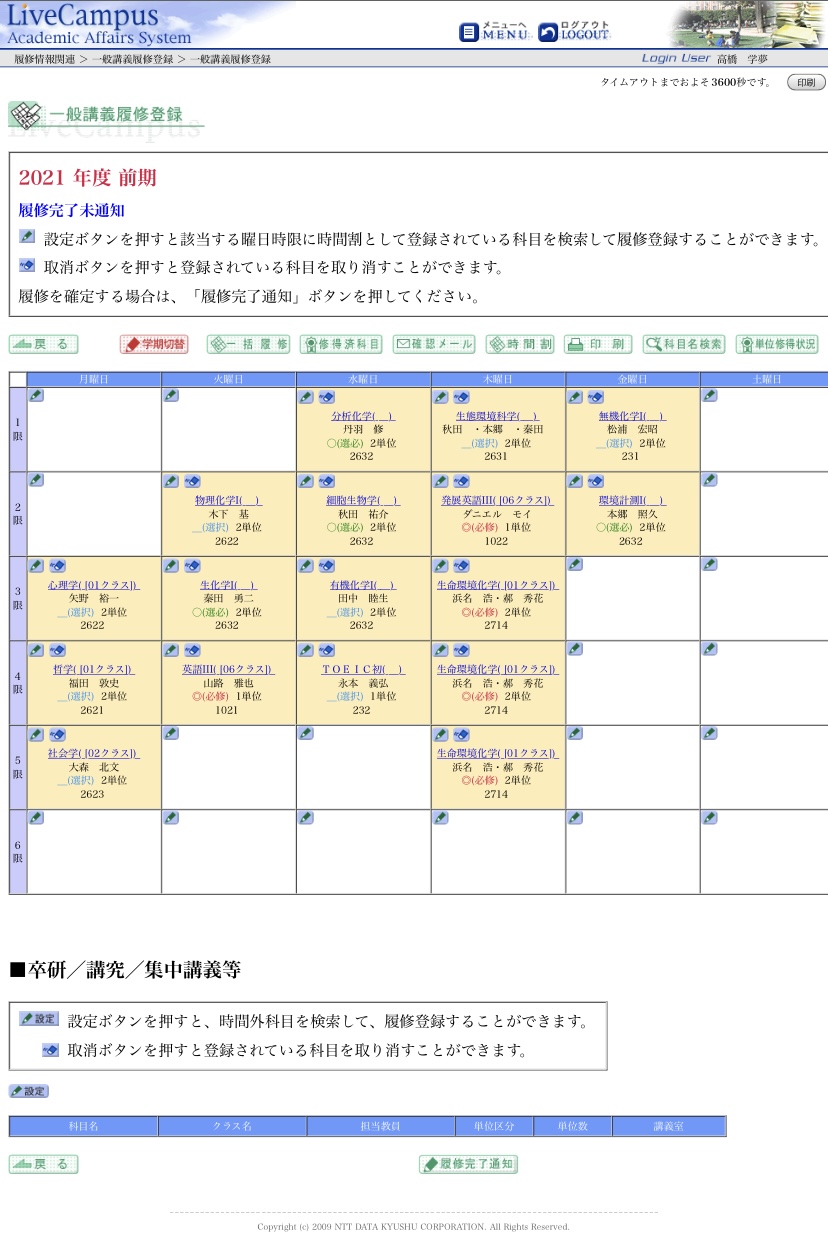 LiveCampus
Academic Affairs System
メニューへ
MENU
ログアウト
LOGOUT
履修情報関連 ＞ 一般講義履修登録 ＞ 一般講義履修登録
Login User 高橋　学夢
タイムアウトまでおよそ3600秒です。 印刷
一般講義履修登録
LiveCampus
2021 年度 前期
履修完了未通知
設定ボタンを押すと該当する曜日時限に時間割として登録されている科目を検索して履修登録することができます。
取消ボタンを押すと登録されている科目を取り消すことができます。
履修を確定する場合は、「履修完了通知」ボタンを押してください。
戻 る 学期切替 一 括 履 修 修得済科目 確認メール 時間割 印 刷 科目名検索 単位修得状況
月曜日 火曜日 水曜日 木曜日 金曜日 土曜日
1限
分析化学(　) 生態環境科学(　) 無機化学I(　)
丹羽　修 秋田　・本郷　・秦田 松浦　宏昭
○(選必) 2単位 _(選択) 2単位 _(選択) 2単位
2632 2631 231
2限
物理化学I(　) 細胞生物学(　) 発展英語III( [06クラス]) 環境計測I(　)
木下　基 秋田　祐介 ダニエル　モイ 本郷　照久
_(選択) 2単位 ○(選必) 2単位 ◎(必修) 1単位 ○(選必) 2単位
2622 2632 1022 2632
3限
心理学( [01クラス]) 生化学I(　) 有機化学I(　) 生命環境化学( [01クラス])
矢野　裕一 秦田　勇二 田中　睦生 浜名　浩・郝　秀花
_(選択) 2単位 ○(選必) 2単位 _(選択) 2単位 ◎(必修) 2単位
2622 2632 2632 2714
4限
哲学( [01クラス]) 英語III( [06クラス]) ＴＯＥＩＣ初(　) 生命環境化学( [01クラス])
福田　敦史 山路　雅也 永本　義弘 浜名　浩・郝　秀花
_(選択) 2単位 ◎(必修) 1単位 _(選択) 1単位 ◎(必修) 2単位
2621 1021 232 2714
5限
社会学( [02クラス]) 生命環境化学( [01クラス])
大森　北文 浜名　浩・郝　秀花
_(選択) 2単位 ◎(必修) 2単位
2623 2714
6限
■卒研／講究／集中講義等
設定 設定ボタンを押すと、時間外科目を検索して、履修登録することができます。
取消ボタンを押すと登録されている科目を取り消すことができます。
設定
科目名 クラス名 担当教員 単位区分 単位数 講義室
戻 る 履修完了通知
Copyright (c) 2009 NTT DATA KYUSHU CORPORATION. All Rights Reserved.